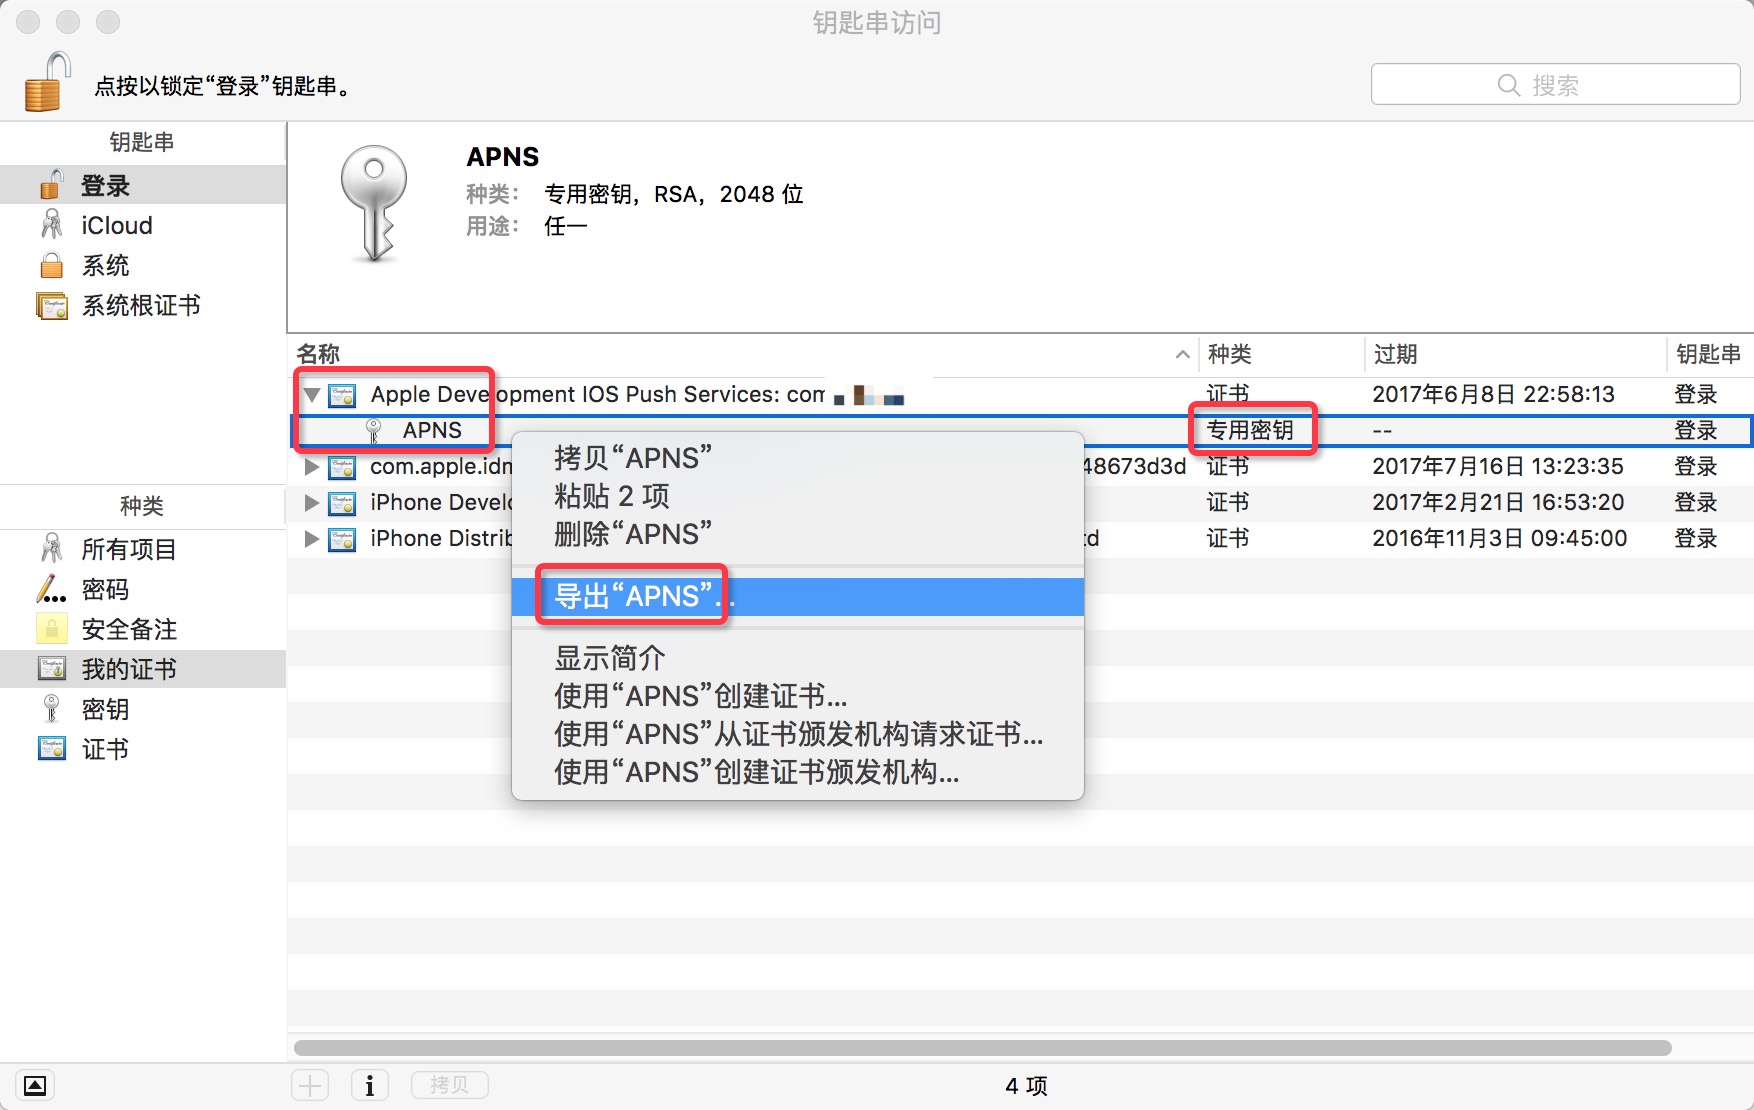 钥匙串访问
点按以锁定“登录”钥匙串。
搜索
钥匙串
登录
iCloud
系统
系统根证书
APNS
种类： 专用密钥，RSA，2048 位
用途： 任一
名称 种类 过期 钥匙串
Apple Development IOS Push Services: com 证书 2017年6月8日 22:58:13 登录
APNS 专用密钥 -- 登录
com.apple.idm 48673d3d 证书 2017年7月16日 13:23:35 登录
iPhone Develo 证书 2017年2月21日 16:53:20 登录
iPhone Distrib td 证书 2016年11月3日 09:45:00 登录
拷贝“APNS”
粘贴 2 项
删除“APNS”
导出“APNS”…
显示简介
使用“APNS”创建证书...
使用“APNS”从证书颁发机构请求证书...
使用“APNS”创建证书颁发机构...
种类
所有项目
密码
安全备注
我的证书
密钥
证书
拷贝
4 项